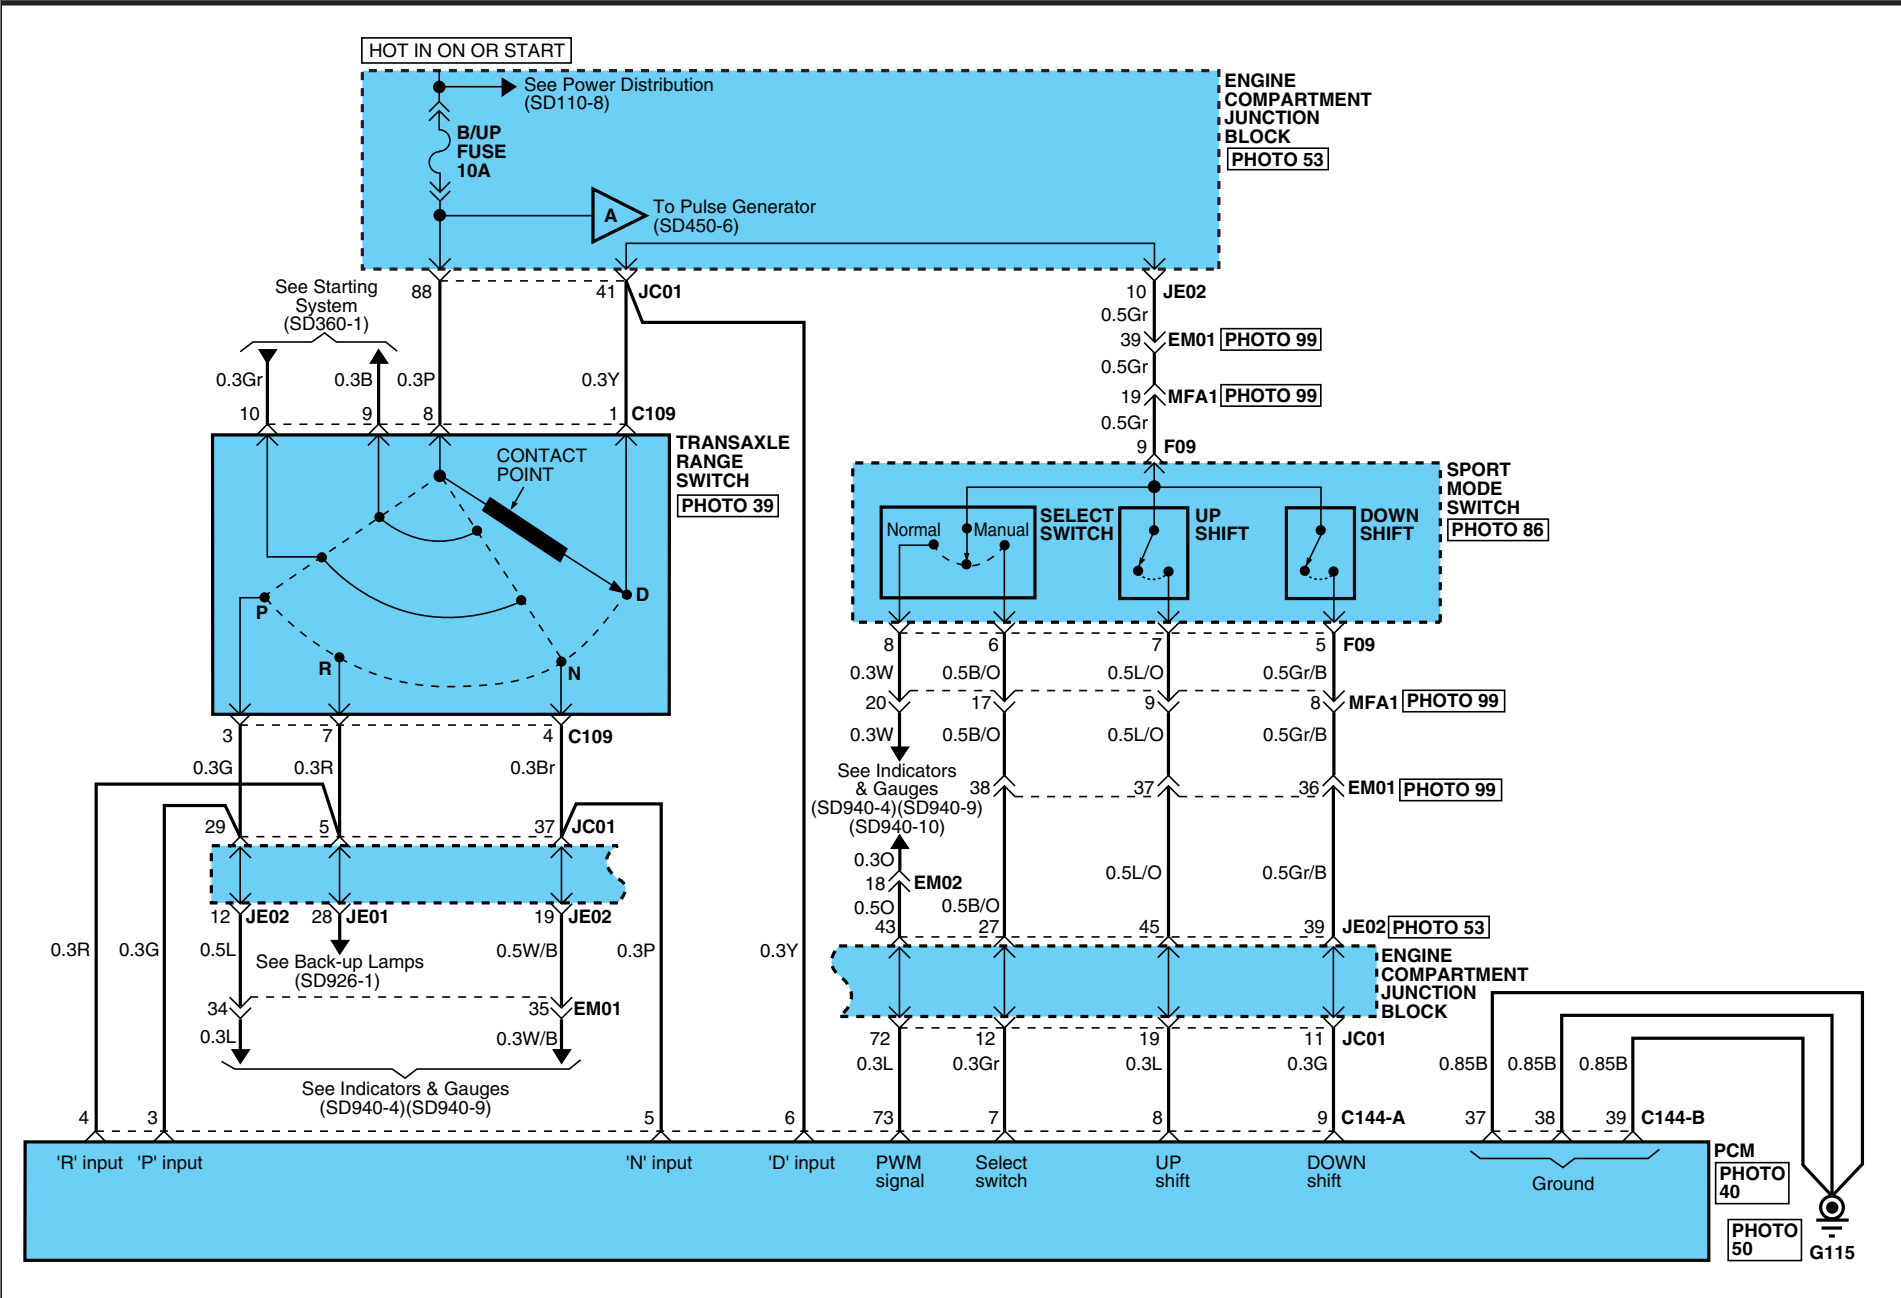 HOT IN ON OR START
See Power Distribution
(SD110-8)
B/UP
FUSE
10A
A
To Pulse Generator
(SD450-6)
ENGINE
COMPARTMENT
JUNCTION
BLOCK
PHOTO 53
See Starting
System
(SD360-1)
88
41 JC01
10 JE02
0.5Gr
39 EM01 PHOTO 99
0.5Gr
19 MFA1 PHOTO 99
0.5Gr
9 F09
0.3Gr 0.3B 0.3P 0.3Y
10 9 8 1 C109
TRANSAXLE
RANGE
SWITCH
PHOTO 39
CONTACT
POINT
P
R
N
D
SPORT
MODE
SWITCH
PHOTO 86
Normal Manual
SELECT
SWITCH
UP
SHIFT
DOWN
SHIFT
8 6 7 5 F09
0.3W 0.5B/O 0.5L/O 0.5Gr/B
20 17 9 8 MFA1 PHOTO 99
0.3W 0.5B/O 0.5L/O 0.5Gr/B
See Indicators
& Gauges
(SD940-4)(SD940-9)
(SD940-10)
38 37 36 EM01 PHOTO 99
0.3O
18 EM02
0.5O 0.5B/O 0.5L/O 0.5Gr/B
43 27 45 39 JE02 PHOTO 53
ENGINE
COMPARTMENT
JUNCTION
BLOCK
3 7 4 C109
0.3G 0.3R 0.3Br
29 5 37 JC01
12 JE02 28 JE01 19 JE02
0.3R 0.3G 0.5L 0.5W/B 0.3P 0.3Y
See Back-up Lamps
(SD926-1)
34 35 EM01
0.3L 0.3W/B
See Indicators & Gauges
(SD940-4)(SD940-9)
72 12 19 11 JC01
0.3L 0.3Gr 0.3L 0.3G
0.85B 0.85B 0.85B
4 3 5 6 73 7 8 9 C144-A 37 38 39 C144-B
'R' input 'P' input 'N' input 'D' input
PWM
signal
Select
switch
UP
shift
DOWN
shift
Ground
PCM
PHOTO
40
PHOTO
50
G115